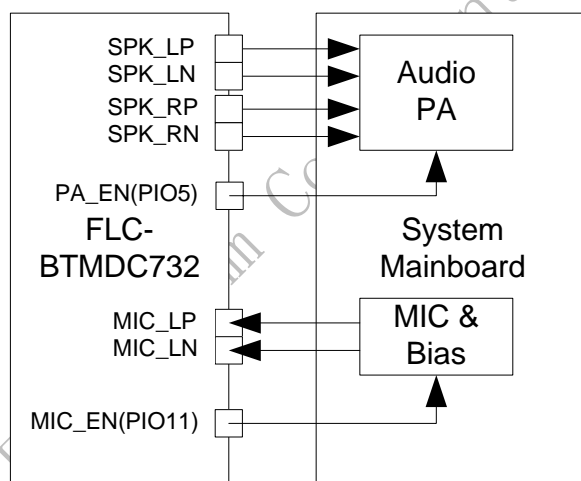 SPK_LP
SPK_LN
SPK_RP
SPK_RN
Audio
PA
PA_EN(PIO5)
FLC-
BTMDC732
System
Mainboard
MIC_LP
MIC_LN
MIC &
Bias
MIC_EN(PIO11)